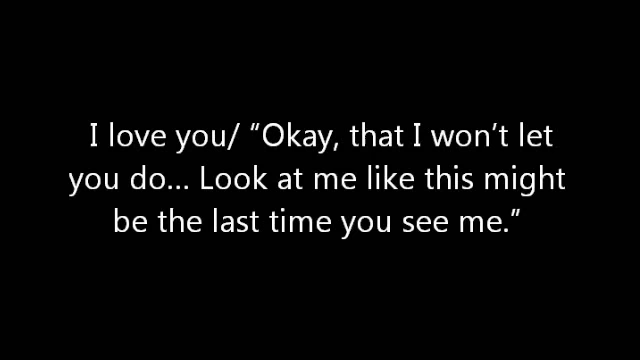 I love you/ “Okay, that I won’t let
you do... Look at me like this might
be the last time you see me.”